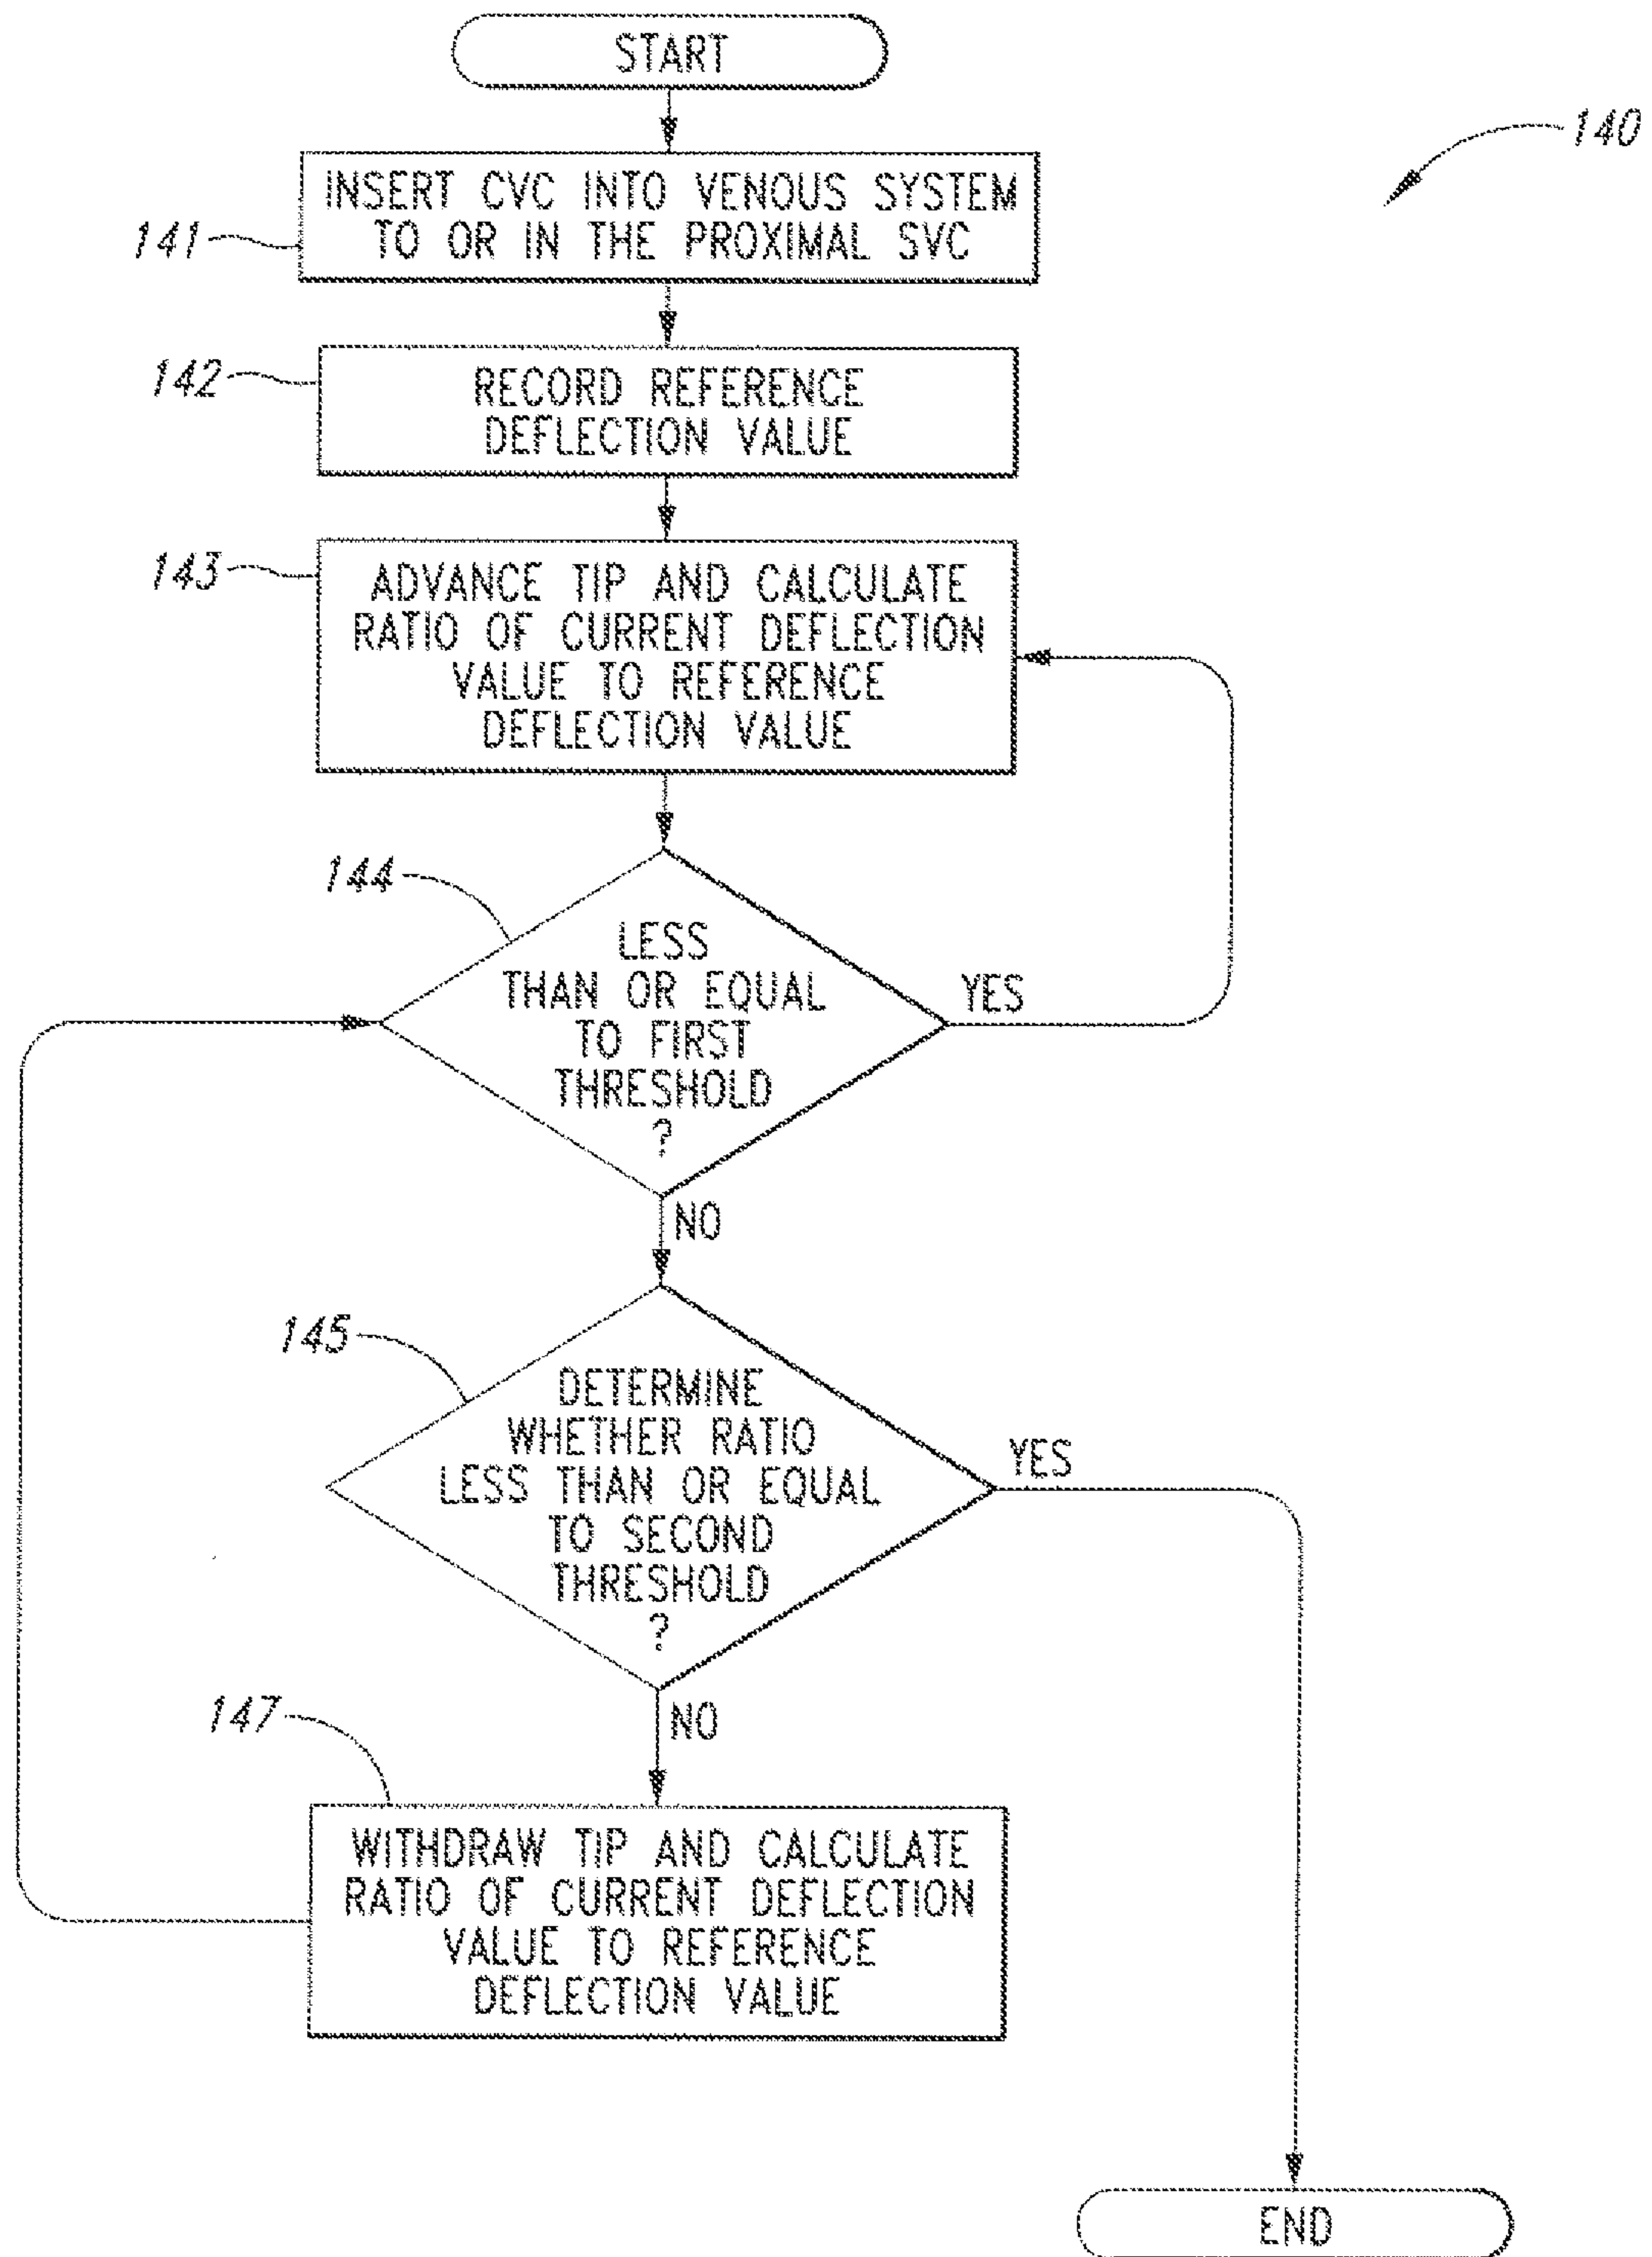 START
140
INSERT CVC INTO VENOUS SYSTEM
TO OR IN THE PROXIMAL SVC
141
142
RECORD REFERENCE
DEFLECTION VALUE
143
ADVANCE TIP AND CALCULATE
RATIO OF CURRENT DEFLECTION
VALUE TO REFERENCE
DEFLECTION VALUE
144
LESS
THAN OR EQUAL
TO FIRST
THRESHOLD
?
YES
NO
145
DETERMINE
WHETHER RATIO
LESS THAN OR EQUAL
TO SECOND
THRESHOLD
?
YES
NO
147
WITHDRAW TIP AND CALCULATE
RATIO OF CURRENT DEFLECTION
VALUE TO REFERENCE
DEFLECTION VALUE
END